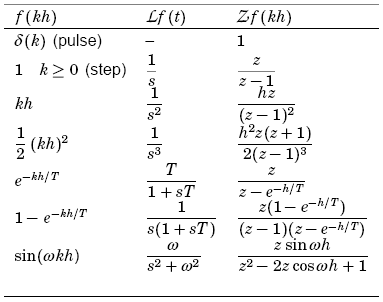 f(kh) ℒf(t) 𝒵f(kh)
δ(k) (pulse) – 1
1 k ≥ 0 (step) 1/s z/(z − 1)
kh 1/s² hz/(z − 1)²
1/2 (kh)² 1/s³ h²z(z + 1)/2(z − 1)³
e^{−kh/T} T/(1 + sT) z/(z − e^{−h/T})
1 − e^{−kh/T} 1/s(1 + sT) z(1 − e^{−h/T})/(z − 1)(z − e^{−h/T})
sin(ωkh) ω/(s² + ω²) z sin ωh/(z² − 2z cos ωh + 1)